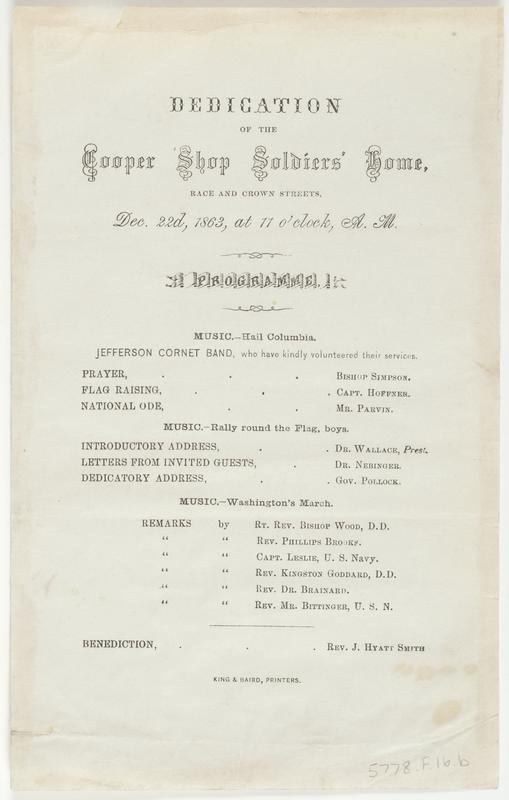 DEDICATION
OF THE
Cooper Shop Soldiers' Home,
RACE AND CROWN STREETS,
Dec. 22d, 1863, at 11 o'clock, A. M.
PROGRAMME.
MUSIC.—Hail Columbia.
JEFFERSON CORNET BAND, who have kindly volunteered their services.
PRAYER, . . . BISHOP SIMPSON.
FLAG RAISING, . . . CAPT. HOFFNER.
NATIONAL ODE, . . MR. PARVIN.
MUSIC.—Rally round the Flag, boys.
INTRODUCTORY ADDRESS, . . DR. WALLACE, Prest.
LETTERS FROM INVITED GUESTS, . DR. NEBINGER.
DEDICATORY ADDRESS, . . GOV. POLLOCK.
MUSIC.—Washington's March.
REMARKS by RT. REV. BISHOP WOOD, D.D.
“ “ REV. PHILLIPS BROOKS.
“ “ CAPT. LESLIE, U. S. NAVY.
“ “ REV. KINGSTON GODDARD, D.D.
“ “ REV. DR. BRAINARD.
“ “ REV. MR. BITTINGER, U. S. N.
BENEDICTION, . . . REV. J. HYATT SMITH
KING & BAIRD, PRINTERS.
5778.F.16.b